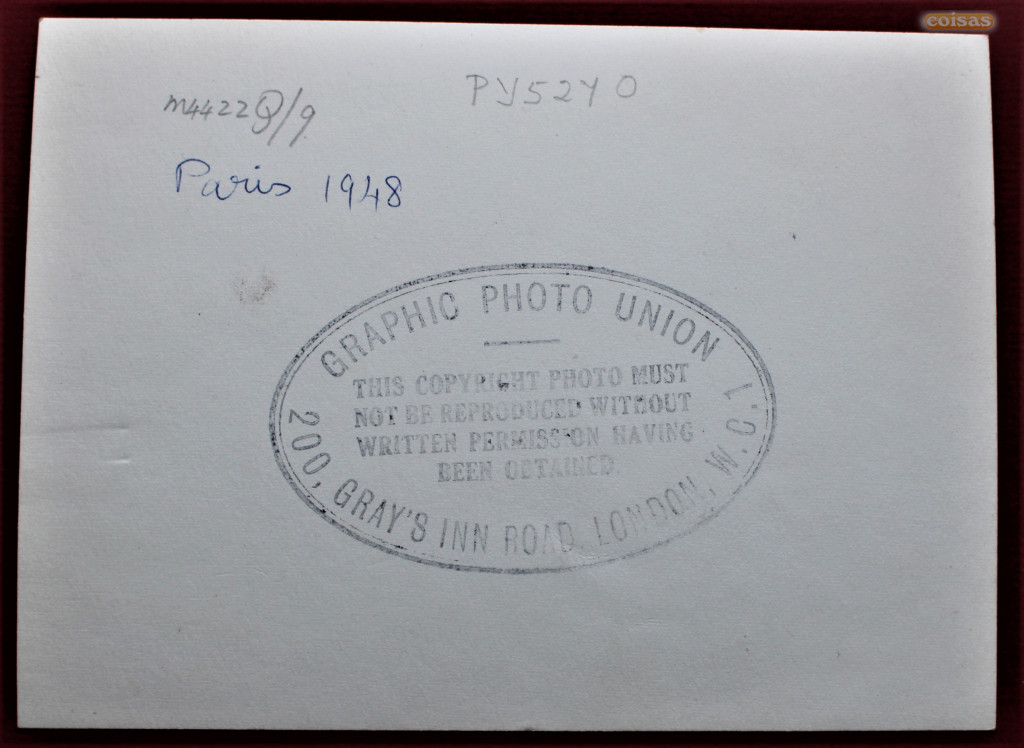 coisas
PY5240
m4422Q/9
Paris 1948
GRAPHIC PHOTO UNION
THIS COPYRIGHT PHOTO MUST
NOT BE REPRODUCED WITHOUT
WRITTEN PERMISSION HAVING
BEEN OBTAINED.
200, GRAY'S INN ROAD, LONDON, W.C.1